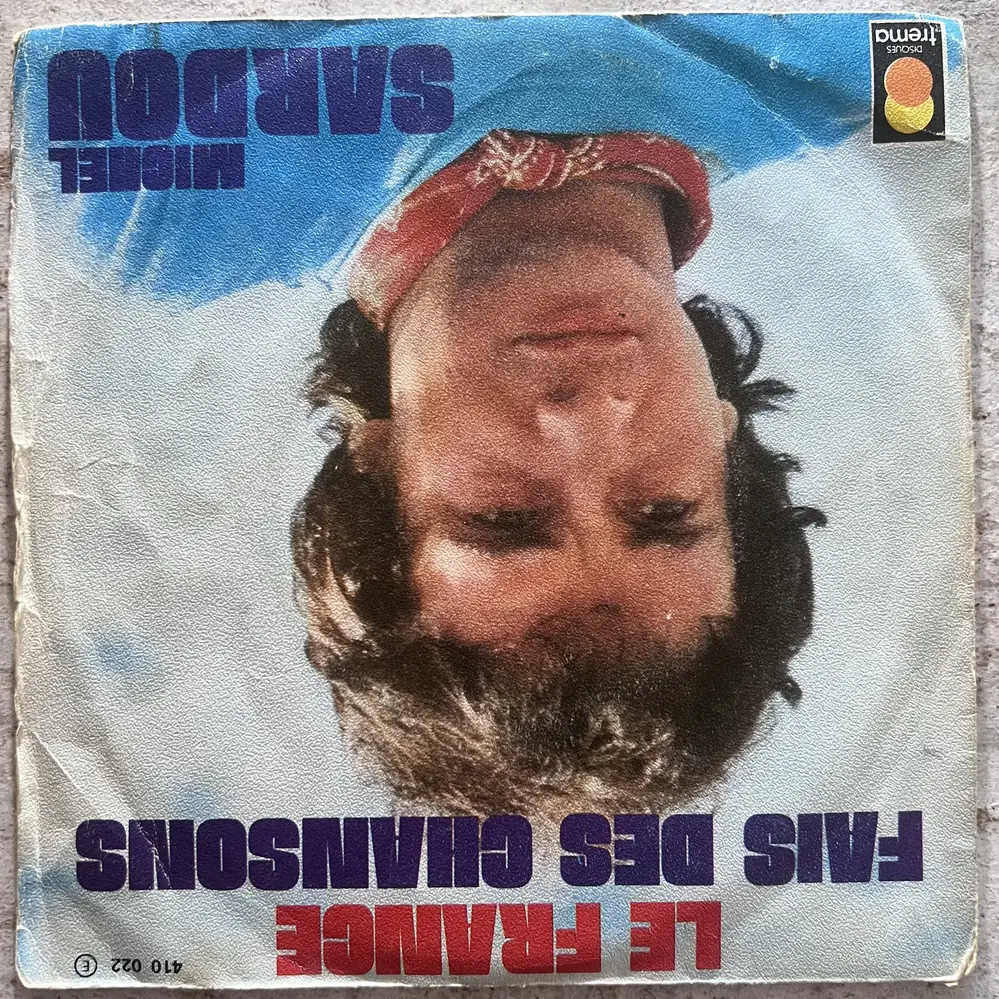 410 022 E
LE FRANCE
FAIS DES CHANSONS
MICHEL
SARDOU
DISQUES
trema